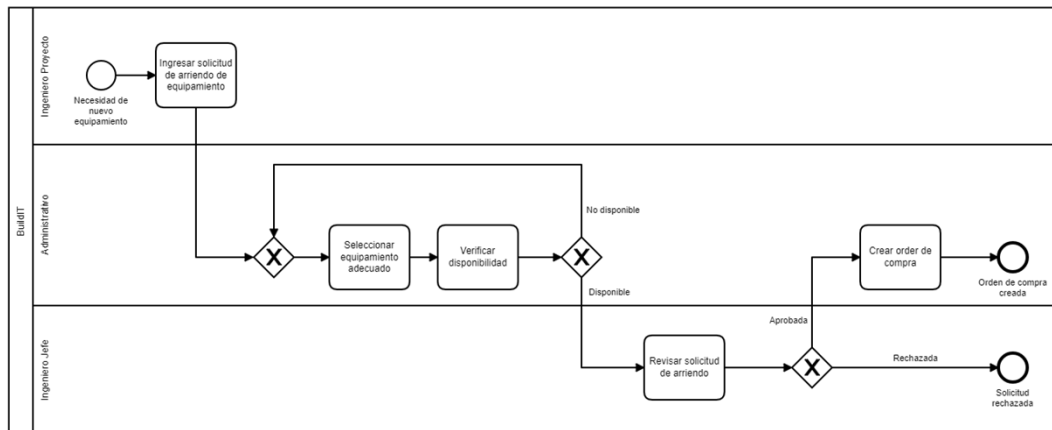 BuildIT
Ingeniero Proyecto
Necesidad de
nuevo
equipamiento
Ingresar solicitud
de arriendo de
equipamiento
Administrativo
Seleccionar
equipamiento
adecuado
Verificar
disponibilidad
No disponible
Disponible
Crear order de
compra
Orden de compra
creada
Ingeniero Jefe
Revisar solicitud
de arriendo
Aprobada
Rechazada
Solicitud
rechazada